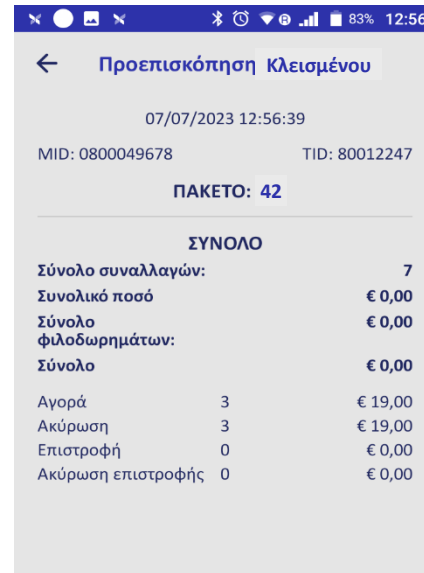 83% 12:56
Προεπισκόπηση Κλεισμένου
07/07/2023 12:56:39
MID: 0800049678 TID: 80012247
ΠΑΚΕΤΟ: 42
ΣΥΝΟΛΟ
Σύνολο συναλλαγών: 7
Συνολικό ποσό € 0,00
Σύνολο € 0,00
φιλοδωρημάτων:
Σύνολο € 0,00
Αγορά 3 € 19,00
Ακύρωση 3 € 19,00
Επιστροφή 0 € 0,00
Ακύρωση επιστροφής 0 € 0,00